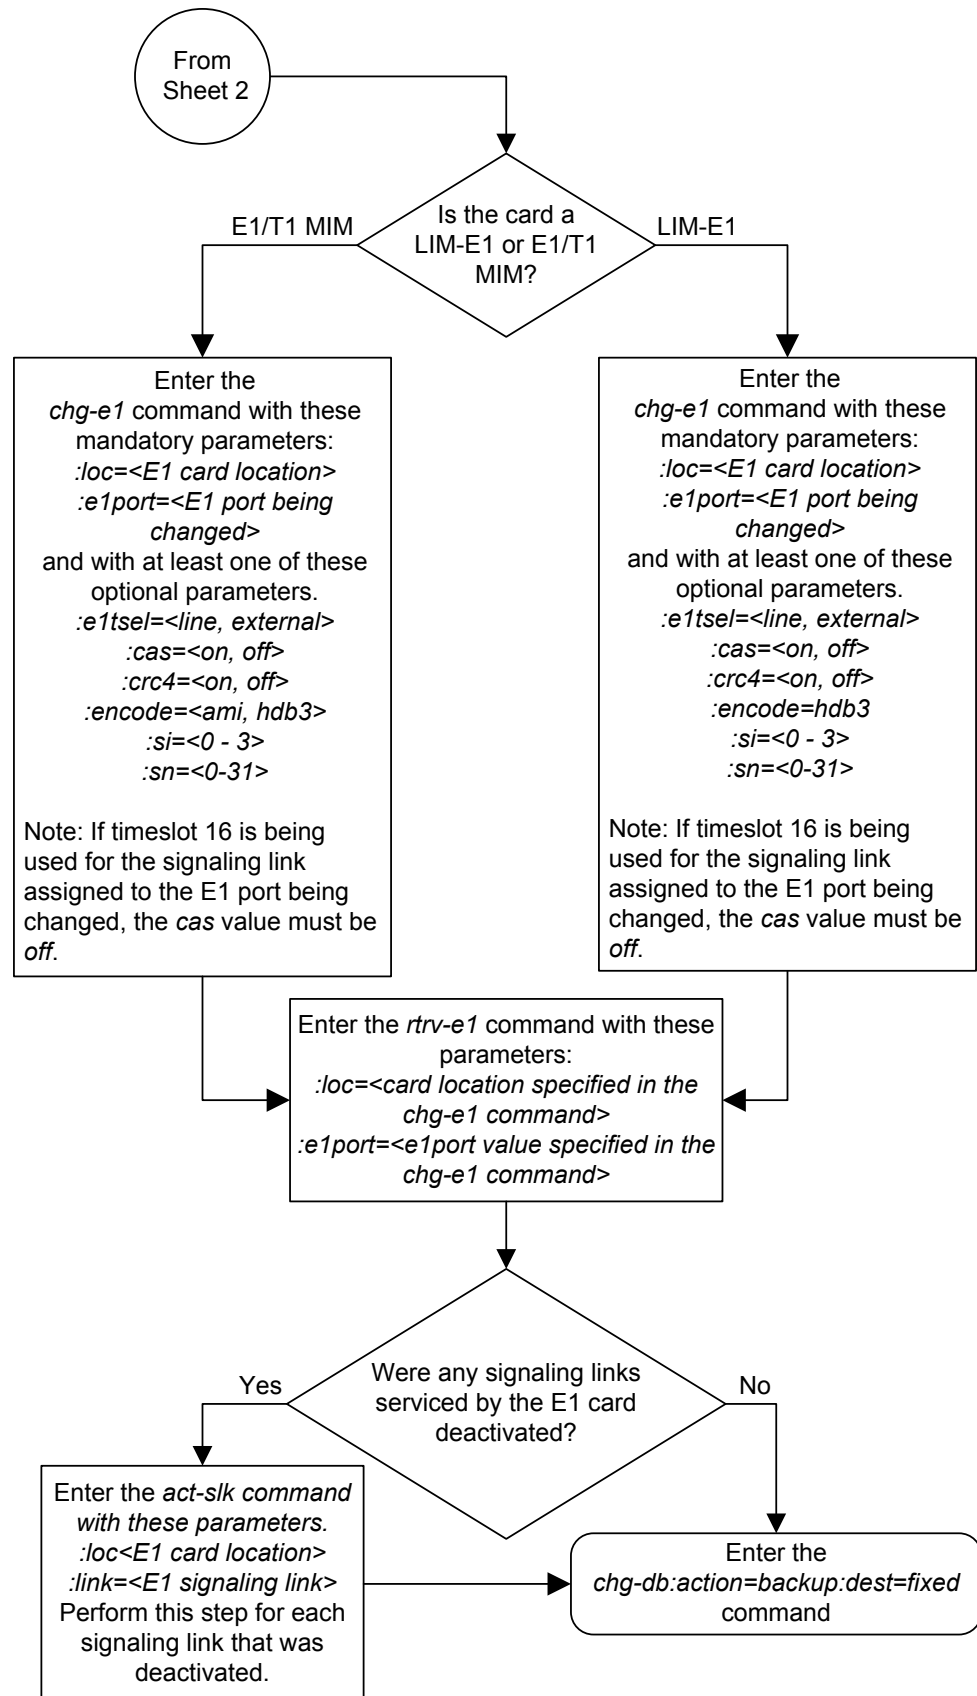 From
Sheet 2
Is the card a
LIM-E1 or E1/T1
MIM?
E1/T1 MIM
LIM-E1
Enter the
chg-e1 command with these
mandatory parameters:
:loc=<E1 card location>
:e1port=<E1 port being
changed>
and with at least one of these
optional parameters.
:e1tsel=<line, external>
:cas=<on, off>
:crc4=<on, off>
:encode=<ami, hdb3>
:si=<0 - 3>
:sn=<0-31>
Note: If timeslot 16 is being
used for the signaling link
assigned to the E1 port being
changed, the cas value must be
off.
Enter the
chg-e1 command with these
mandatory parameters:
:loc=<E1 card location>
:e1port=<E1 port being
changed>
and with at least one of these
optional parameters.
:e1tsel=<line, external>
:cas=<on, off>
:crc4=<on, off>
:encode=hdb3
:si=<0 - 3>
:sn=<0-31>
Note: If timeslot 16 is being
used for the signaling link
assigned to the E1 port being
changed, the cas value must be
off.
Enter the rtrv-e1 command with these
parameters:
:loc=<card location specified in the
chg-e1 command>
:e1port=<e1port value specified in the
chg-e1 command>
Were any signaling links
serviced by the E1 card
deactivated?
Yes
No
Enter the act-slk command
with these parameters.
:loc<E1 card location>
:link=<E1 signaling link>
Perform this step for each
signaling link that was
deactivated.
Enter the
chg-db:action=backup:dest=fixed
command